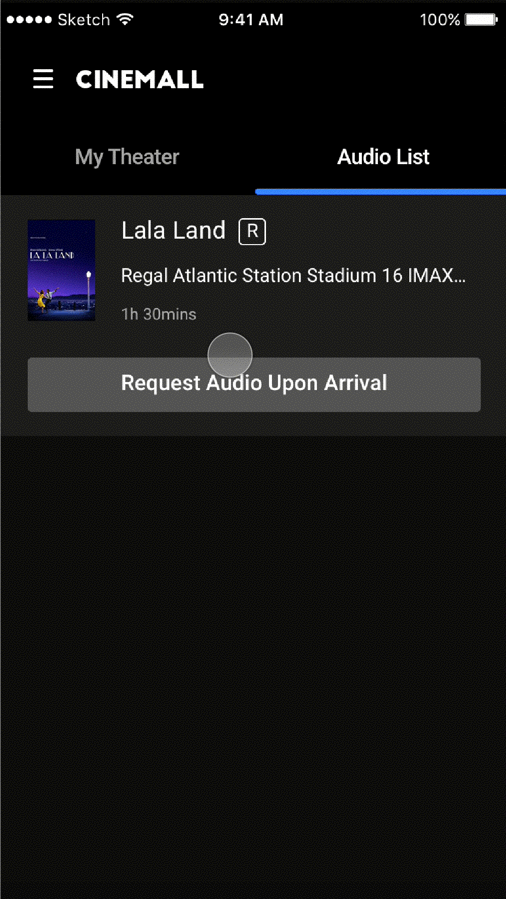 Sketch
9:41 AM
100%
CINEMALL
My Theater
Audio List
LA LA LAND
Lala Land R
Regal Atlantic Station Stadium 16 IMAX...
1h 30mins
Request Audio Upon Arrival